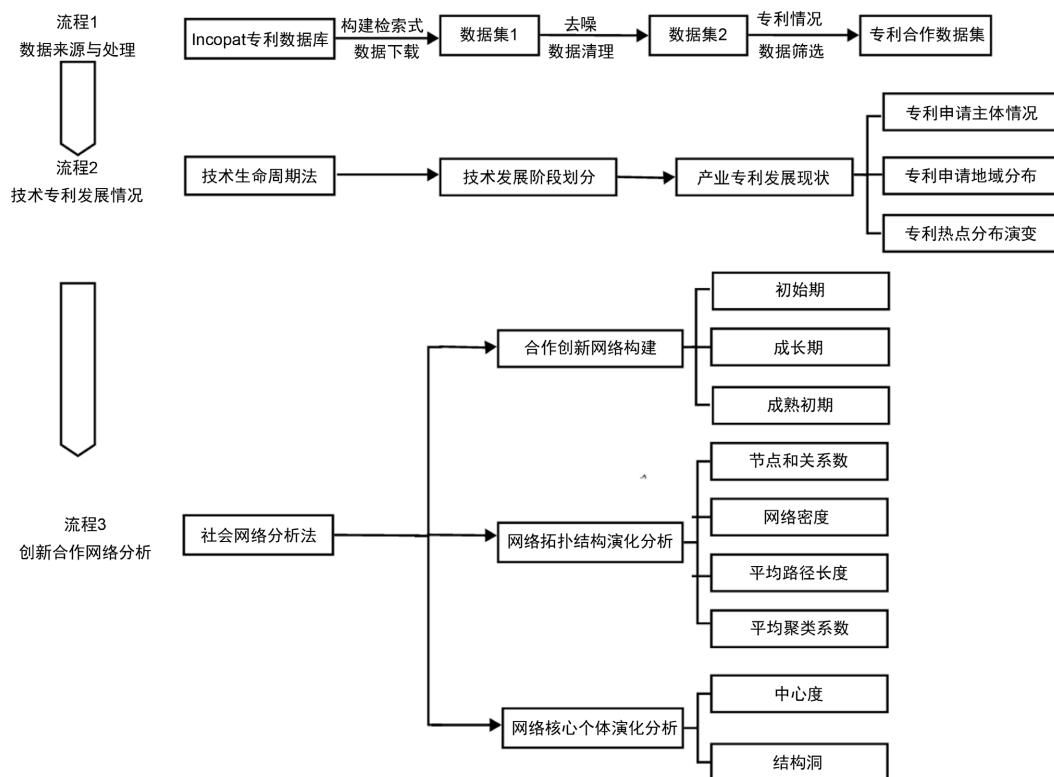 流程1
数据来源与处理
Incopat专利数据库
构建检索式
数据下载
数据集1
去噪
数据清理
数据集2
专利情况
数据筛选
专利合作数据集
流程2
技术专利发展情况
技术生命周期法
技术发展阶段划分
产业专利发展现状
专利申请主体情况
专利申请地域分布
专利热点分布演变
流程3
创新合作网络分析
社会网络分析法
合作创新网络构建
初始期
成长期
成熟初期
网络拓扑结构演化分析
节点和关系数
网络密度
平均路径长度
平均聚类系数
网络核心个体演化分析
中心度
结构洞